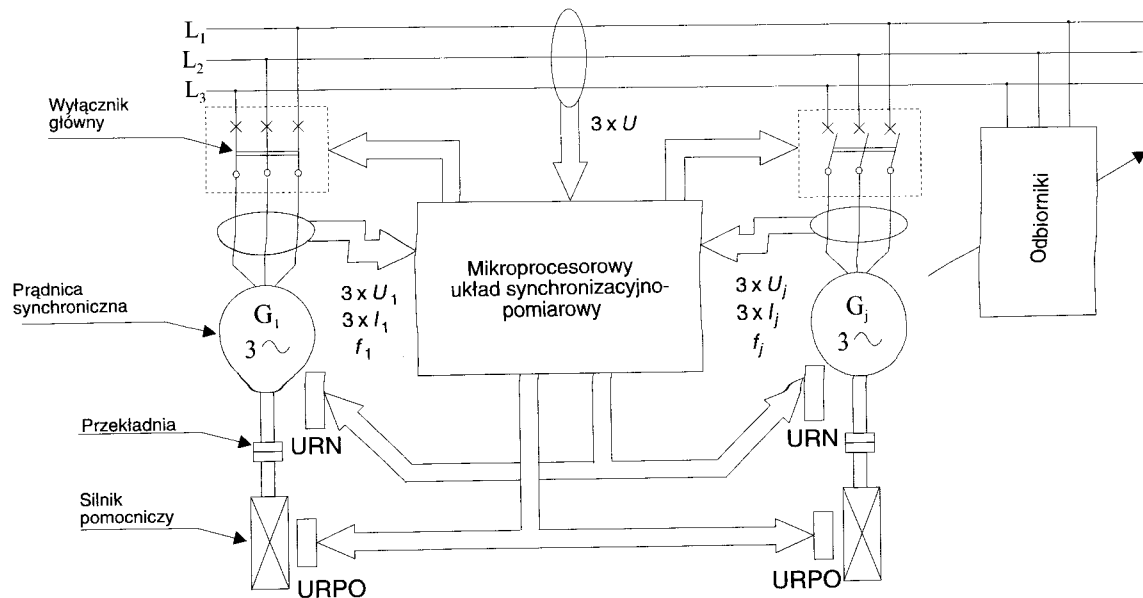 L₁
L₂
L₃
Wyłącznik
główny
3 x U
Mikroprocesorowy
układ synchronizacyjno-
pomiarowy
Odbiorniki
Prądnica
synchroniczna
G₁
3 ~
3 x U₁
3 x I₁
f₁
3 x Uⱼ
3 x Iⱼ
fⱼ
Gⱼ
3 ~
Przekładnia
URN
URN
Silnik
pomocniczy
URPO
URPO